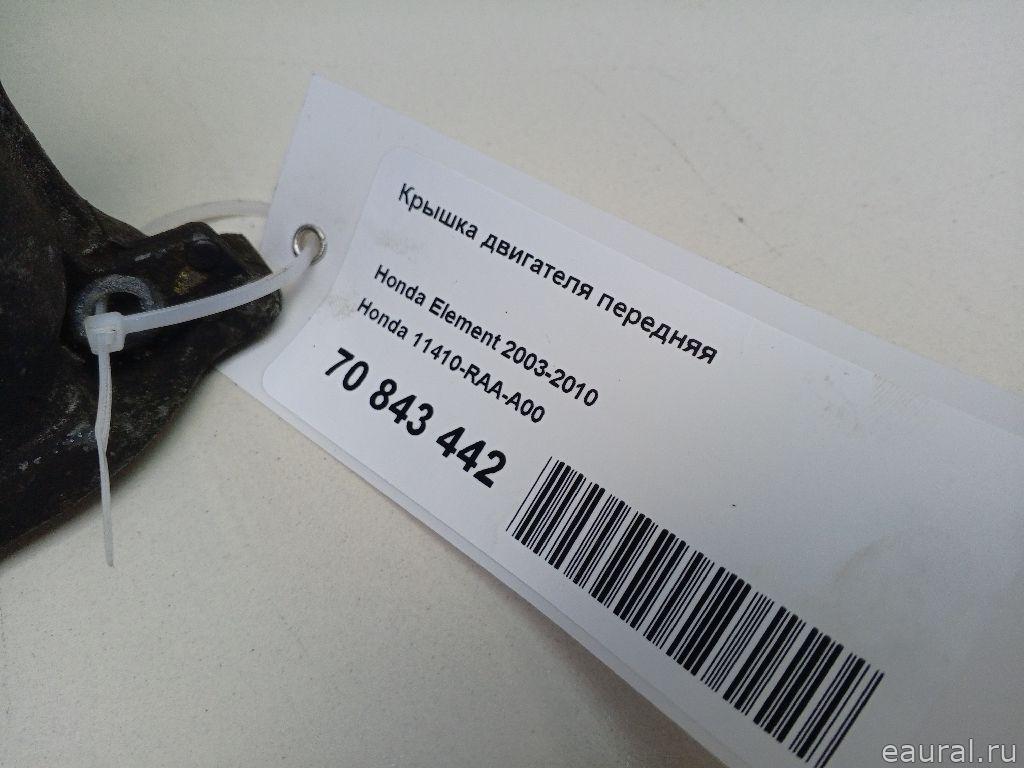 Крышка двигателя передняя
Honda Element 2003-2010
Honda 11410-RAA-A00
70 843 442
eaural.ru